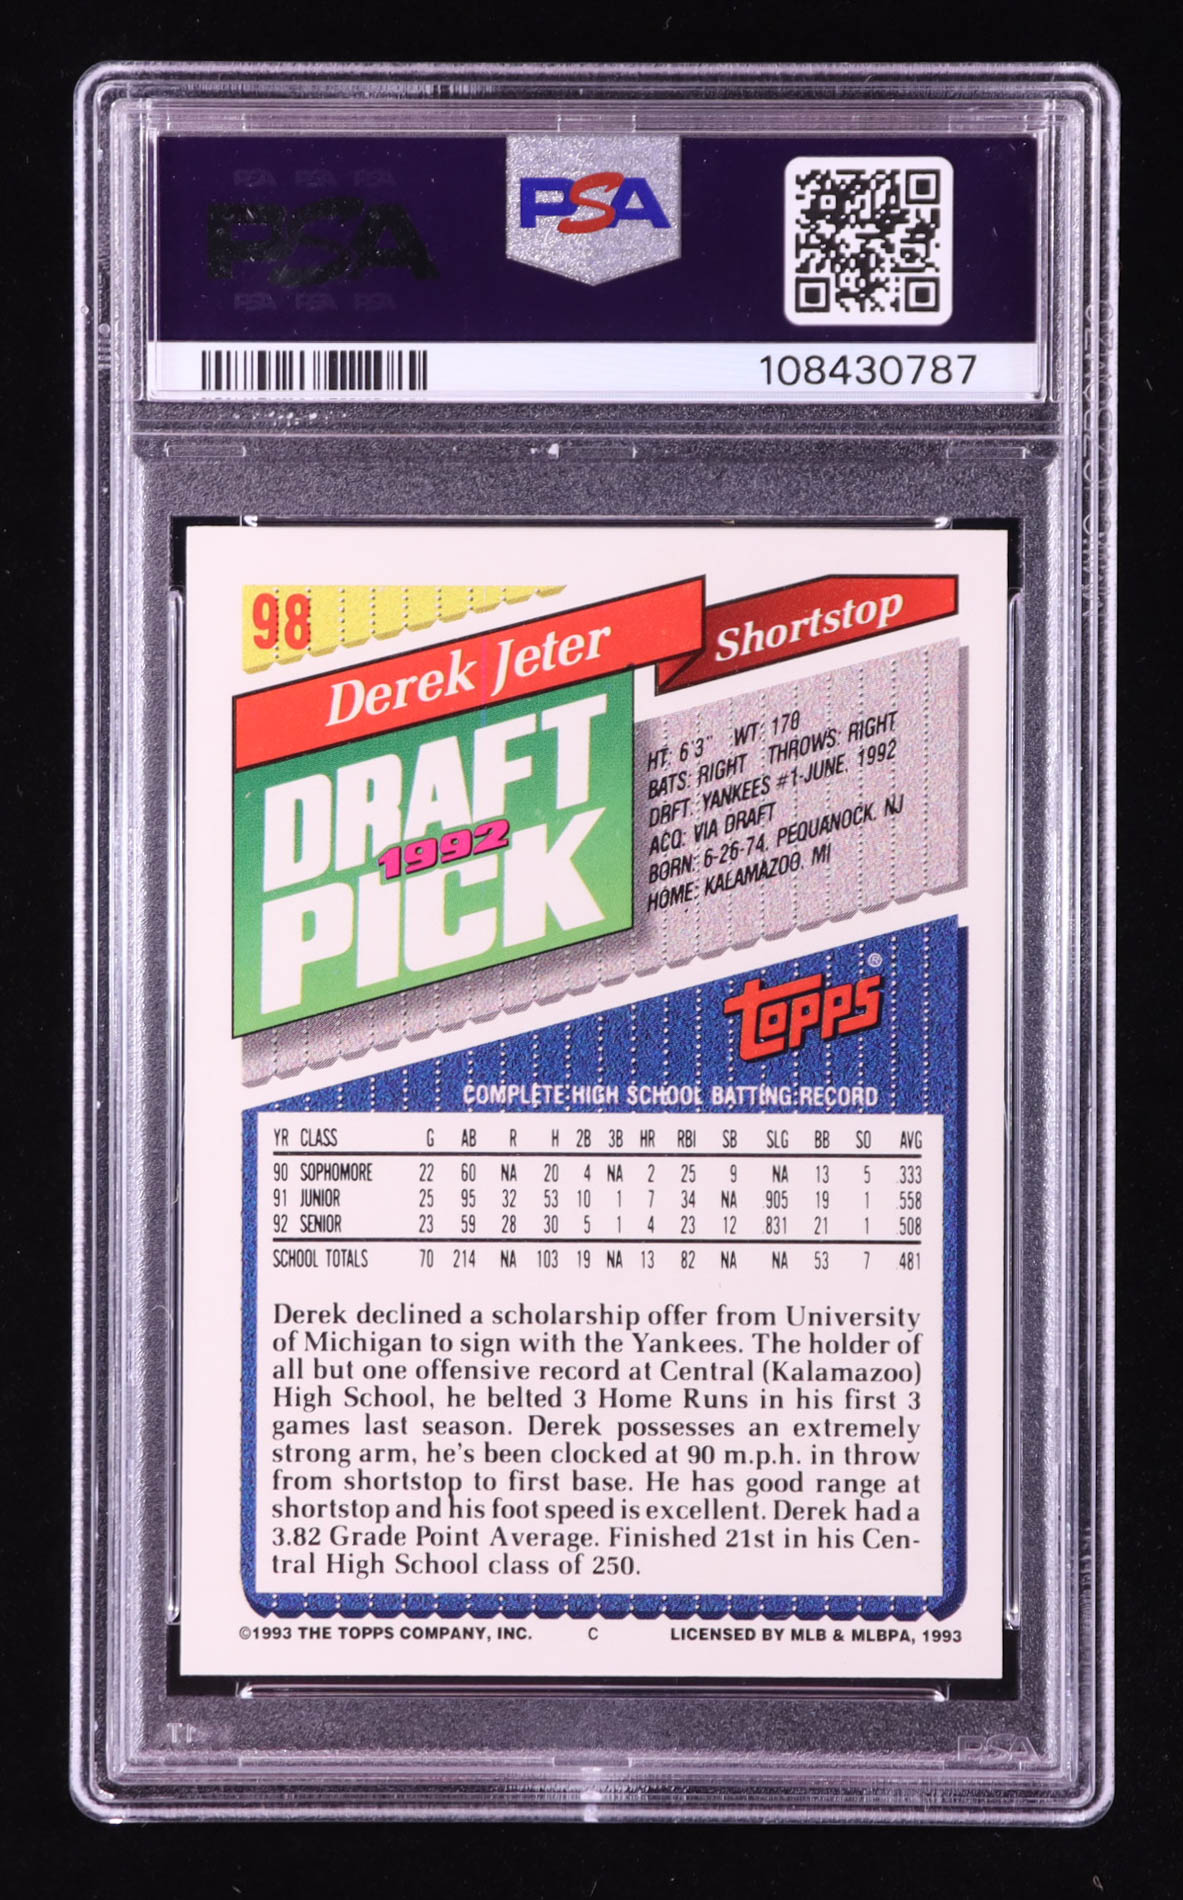 PSA PSA PSA
PSA
PSA PSA PSA
PSA
108430787
98
Derek Jeter
Shortstop
DRAFT
1992
PICK
HT: 6'3" WT: 178
BATS: RIGHT THROWS: RIGHT
DRFT: YANKEES #1-JUNE, 1992
ACQ: VIA DRAFT
BORN: 6-26-74, PEQUANOCK, NJ
HOME: KALAMAZOO, MI
TOPPS®
COMPLETE HIGH SCHOOL BATTING RECORD
YR CLASS G AB R H 2B 3B HR RBI SB SLG BB SO AVG
90 SOPHOMORE 22 60 NA 20 4 NA 2 25 9 NA 13 5 .333
91 JUNIOR 25 95 32 53 10 1 7 34 NA .905 19 1 .558
92 SENIOR 23 59 28 30 5 1 4 23 12 .831 21 1 .508
SCHOOL TOTALS 70 214 NA 103 19 NA 13 82 NA NA 53 7 .481
Derek declined a scholarship offer from University
of Michigan to sign with the Yankees. The holder of
all but one offensive record at Central (Kalamazoo)
High School, he belted 3 Home Runs in his first 3
games last season. Derek possesses an extremely
strong arm, he's been clocked at 90 m.p.h. in throw
from shortstop to first base. He has good range at
shortstop and his foot speed is excellent. Derek had a
3.82 Grade Point Average. Finished 21st in his Cen-
tral High School class of 250.
©1993 THE TOPPS COMPANY, INC. C LICENSED BY MLB & MLBPA, 1993
PSA